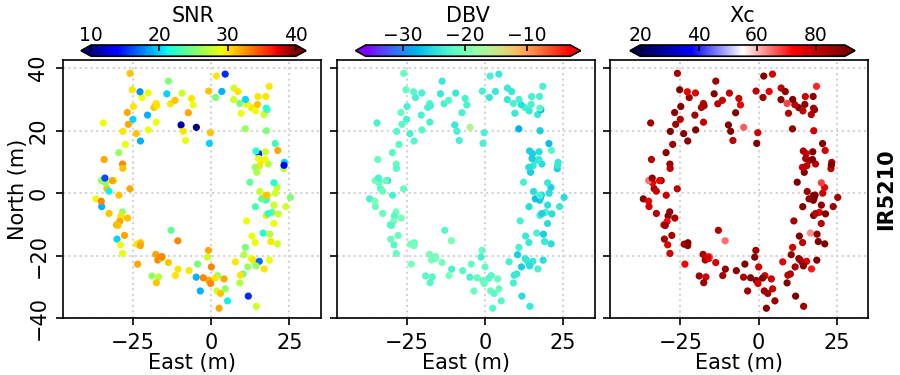 SNR DBV Xc
10 20 30 40 −30 −20 −10 20 40 60 80
40
20
0
−20
−40
North (m)
−25 0 25 −25 0 25 −25 0 25
East (m) East (m) East (m)
IR5210